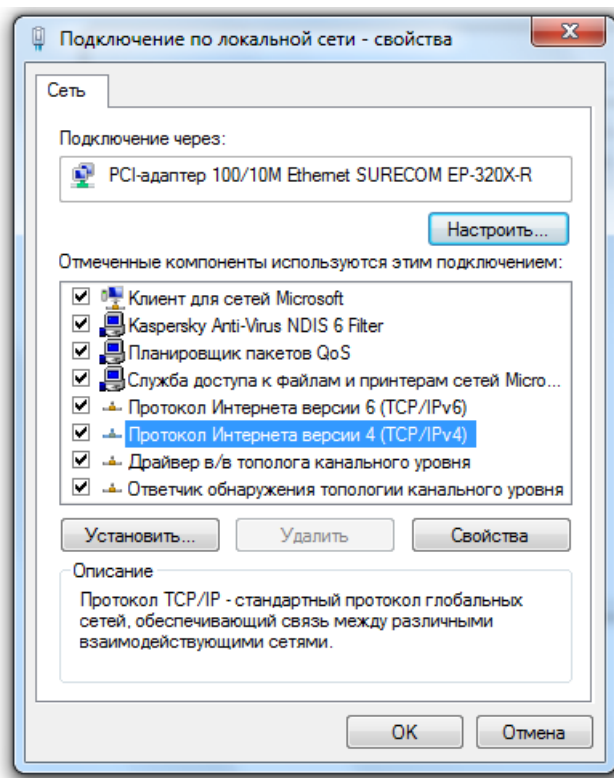 Подключение по локальной сети - свойства
Сеть
Подключение через:
PCI-адаптер 100/10M Ethernet SURECOM EP-320X-R
Настроить...
Отмеченные компоненты используются этим подключением:
Клиент для сетей Microsoft
Kaspersky Anti-Virus NDIS 6 Filter
Планировщик пакетов QoS
Служба доступа к файлам и принтерам сетей Micro...
Протокол Интернета версии 6 (TCP/IPv6)
Протокол Интернета версии 4 (TCP/IPv4)
Драйвер в/в тополога канального уровня
Ответчик обнаружения топологии канального уровня
Установить... Удалить Свойства
Описание
Протокол TCP/IP - стандартный протокол глобальных
сетей, обеспечивающий связь между различными
взаимодействующими сетями.
OK Отмена